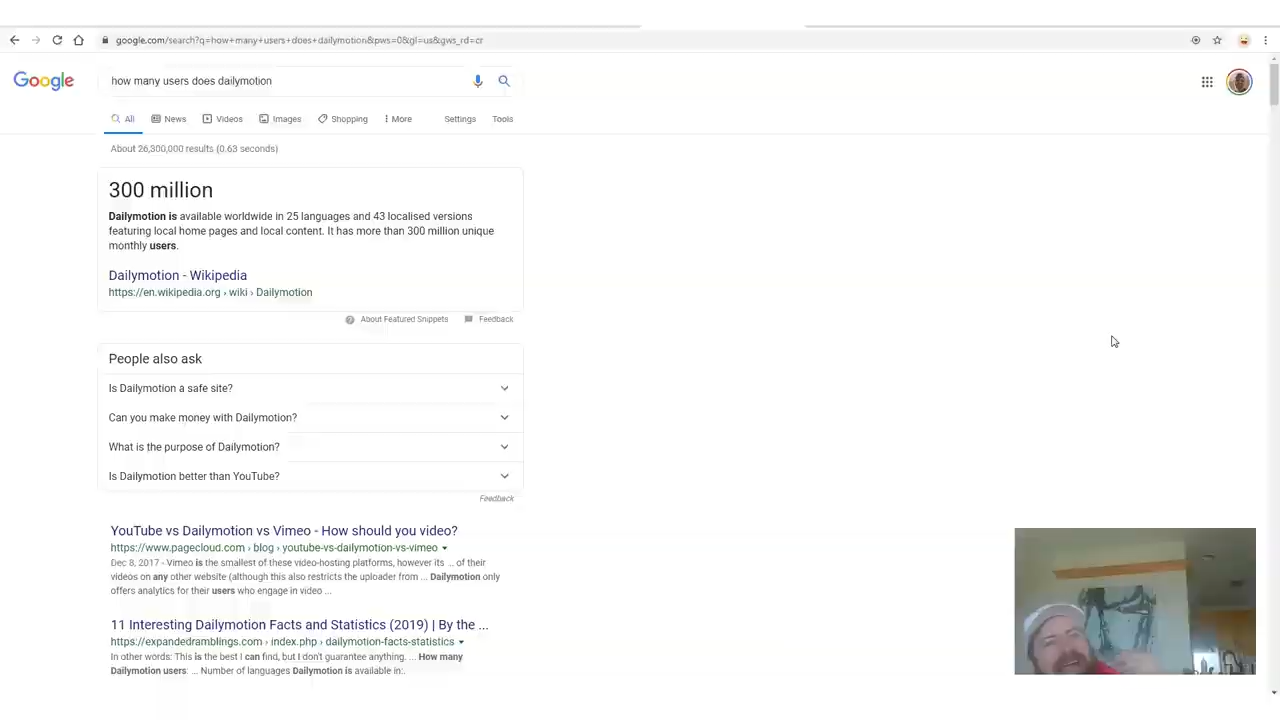 google.com/search?q=how+many+users+does+dailymotion&pws=0&gl=us&gws_rd=cr
Google
how many users does dailymotion
All
News
Videos
Images
Shopping
More
Settings
Tools
About 26,300,000 results (0.63 seconds)
300 million
Dailymotion is available worldwide in 25 languages and 43 localised versions
featuring local home pages and local content. It has more than 300 million unique
monthly users.
Dailymotion - Wikipedia
https://en.wikipedia.org › wiki › Dailymotion
About Featured Snippets
Feedback
People also ask
Is Dailymotion a safe site?
Can you make money with Dailymotion?
What is the purpose of Dailymotion?
Is Dailymotion better than YouTube?
Feedback
YouTube vs Dailymotion vs Vimeo - How should you video?
https://www.pagecloud.com › blog › youtube-vs-dailymotion-vs-vimeo
Dec 8, 2017 - Vimeo is the smallest of these video-hosting platforms, however its ... of their
videos on any other website (although this also restricts the uploader from ... Dailymotion only
offers analytics for their users who engage in video ...
11 Interesting Dailymotion Facts and Statistics (2019) | By the ...
https://expandedramblings.com › index.php › dailymotion-facts-statistics
In other words: This is the best I can find, but I don't guarantee anything. ... How many
Dailymotion users: ... Number of languages Dailymotion is available in:.